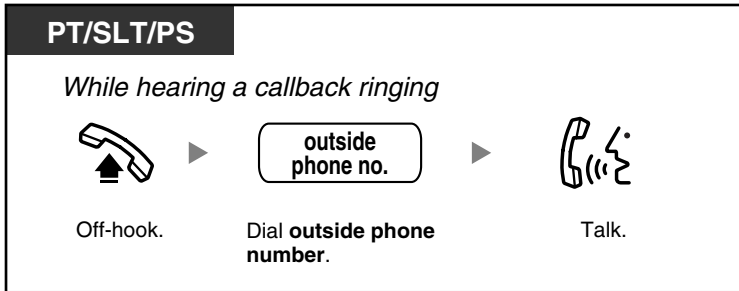 PT/SLT/PS
While hearing a callback ringing
outside
phone no.
Off-hook.
Dial outside phone
number.
Talk.